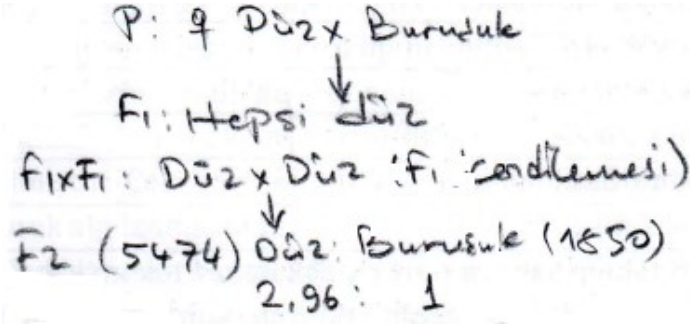 P: ♀ Düz x Buruşuk
↓
F1: Hepsi düz
F1xF1: Düz x Düz (F1 kendilemesi)
↓
F2 (5474) Düz: Buruşuk (1850)
2,96 : 1